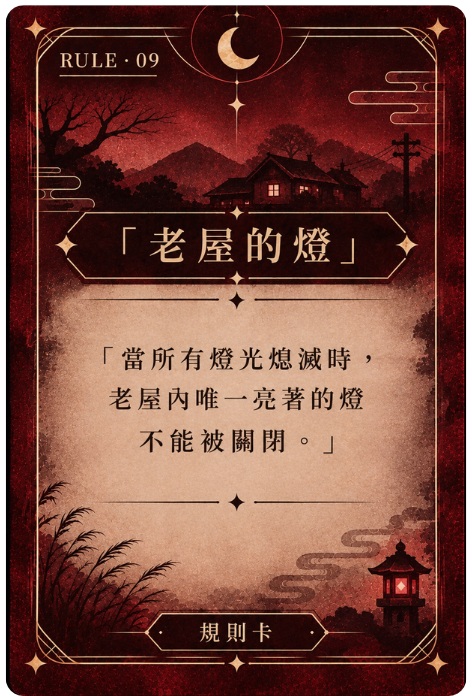 RULE · 09
「老屋的燈」
「當所有燈光熄滅時，
老屋內唯一亮著的燈
不能被關閉。」
規則卡